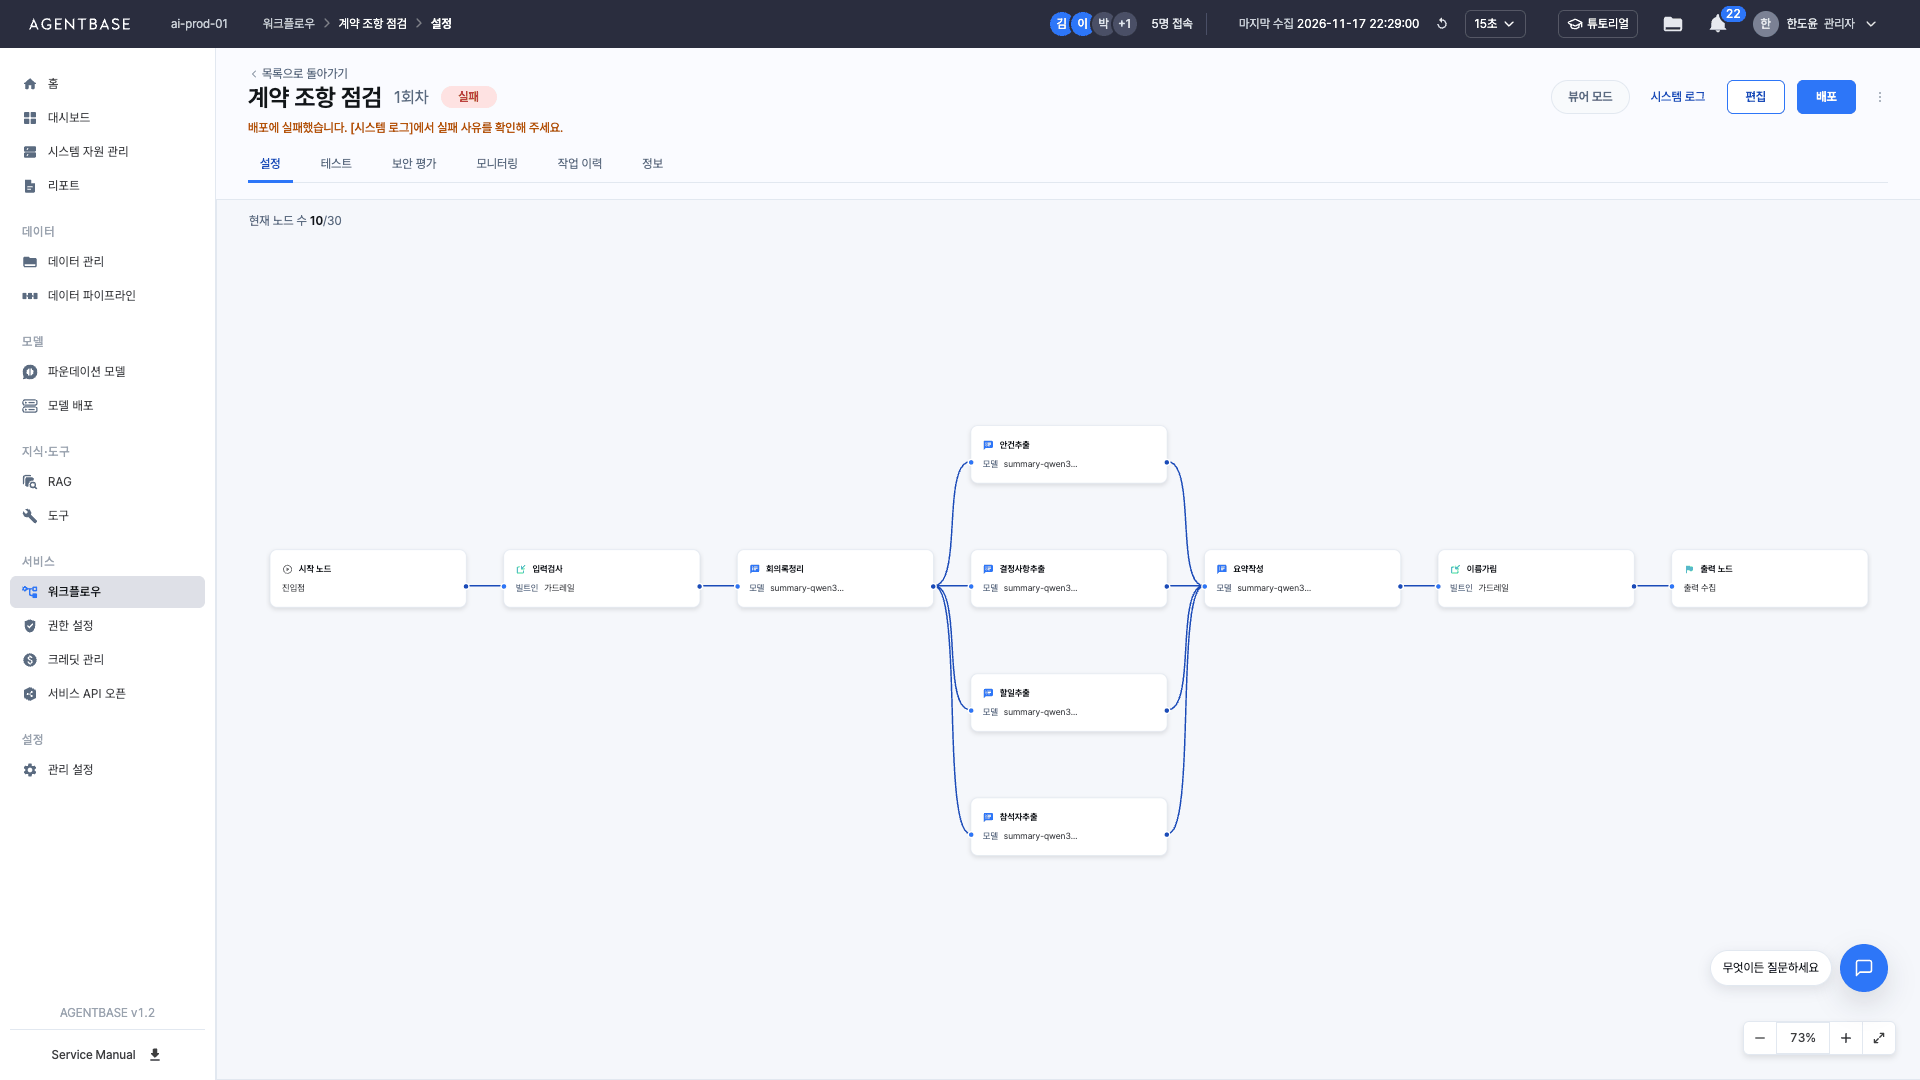 AGENTBASE
ai-prod-01
워크플로우 > 계약 조항 점검 > 설정
김 이 박 +1 5명 접속
마지막 수집 2026-11-17 22:29:00
15초
튜토리얼
22
한 한도윤 관리자
홈
대시보드
시스템 자원 관리
리포트
데이터
데이터 관리
데이터 파이프라인
모델
파운데이션 모델
모델 배포
지식·도구
RAG
도구
서비스
워크플로우
권한 설정
크레딧 관리
서비스 API 오픈
설정
관리 설정
AGENTBASE v1.2
Service Manual
목록으로 돌아가기
계약 조항 점검 1회차 실패
배포에 실패했습니다. [시스템 로그]에서 실패 사유를 확인해 주세요.
뷰어 모드
시스템 로그
편집
배포
설정 테스트 보안 평가 모니터링 작업 이력 정보
현재 노드 수 10/30
시작 노드
진입점
입력검사
빌트인 가드레일
회의록정리
모델 summary-qwen3...
안건추출
모델 summary-qwen3...
결정사항추출
모델 summary-qwen3...
할일추출
모델 summary-qwen3...
참석자추출
모델 summary-qwen3...
요약작성
모델 summary-qwen3...
이름가림
빌트인 가드레일
출력 노드
출력 수집
무엇이든 질문하세요
73%